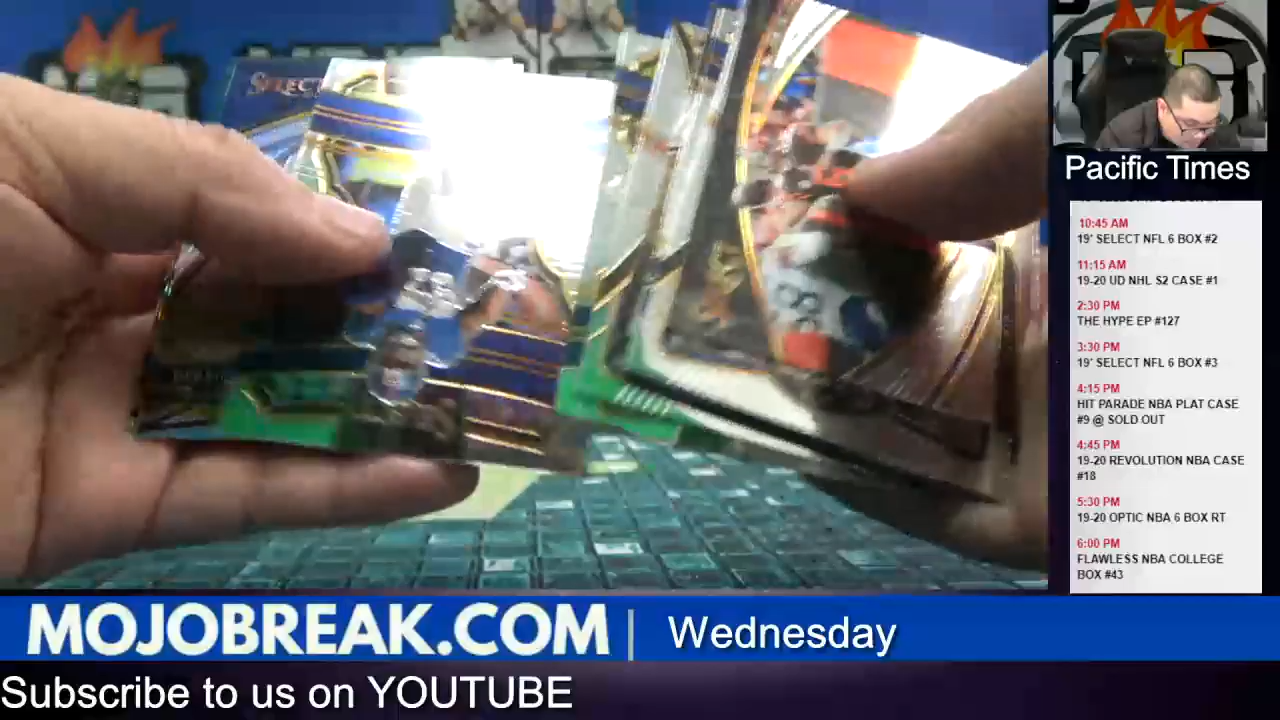 SELECT
Pacific Times
10:45 AM
19' SELECT NFL 6 BOX #2
11:15 AM
19-20 UD NHL S2 CASE #1
2:30 PM
THE HYPE EP #127
3:30 PM
19' SELECT NFL 6 BOX #3
4:15 PM
HIT PARADE NBA PLAT CASE
#9 @ SOLD OUT
4:45 PM
19-20 REVOLUTION NBA CASE
#18
5:30 PM
19-20 OPTIC NBA 6 BOX RT
6:00 PM
FLAWLESS NBA COLLEGE
BOX #43
MOJOBREAK.COM | Wednesday
Subscribe to us on YOUTUBE